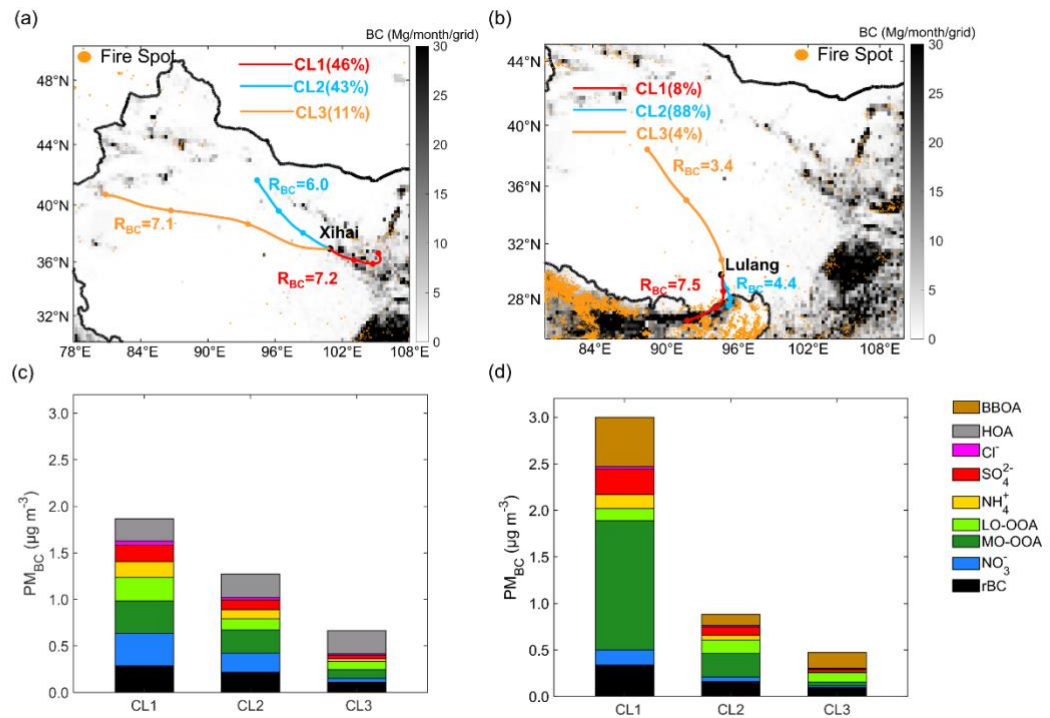 (a)
BC (Mg/month/grid)
Fire Spot
CL1(46%)
CL2(43%)
CL3(11%)
48°N
44°N
40°N
36°N
32°N
R_BC=6.0
R_BC=7.1
Xihai
R_BC=7.2
78°E 84°E 90°E 96°E 102°E 108°E
30
25
20
15
10
5
0
(b)
BC (Mg/month/grid)
Fire Spot
CL1(8%)
CL2(88%)
CL3(4%)
44°N
40°N
36°N
32°N
28°N
R_BC=3.4
Lulang
R_BC=7.5
R_BC=4.4
84°E 90°E 96°E 102°E 108°E
30
25
20
15
10
5
0
(c)
PM_BC (µg m⁻³)
3.0
2.5
2.0
1.5
1.0
0.5
0.0
CL1 CL2 CL3
(d)
PM_BC (µg m⁻³)
3.0
2.5
2.0
1.5
1.0
0.5
0.0
CL1 CL2 CL3
BBOA
HOA
Cl⁻
SO₄²⁻
NH₄⁺
LO-OOA
MO-OOA
NO₃⁻
rBC